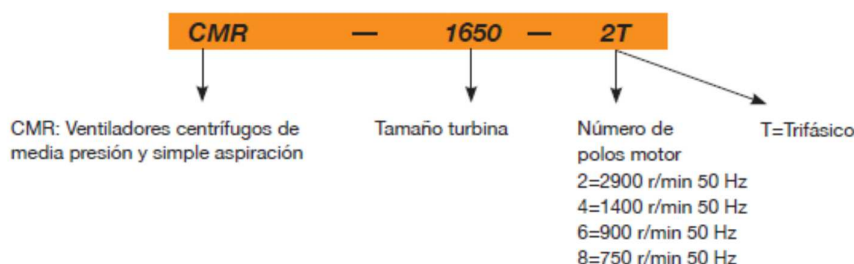 CMR — 1650 — 2T
CMR: Ventiladores centrífugos de
media presión y simple aspiración
Tamaño turbina
Número de
polos motor
2=2900 r/min 50 Hz
4=1400 r/min 50 Hz
6=900 r/min 50 Hz
8=750 r/min 50 Hz
T=Trifásico